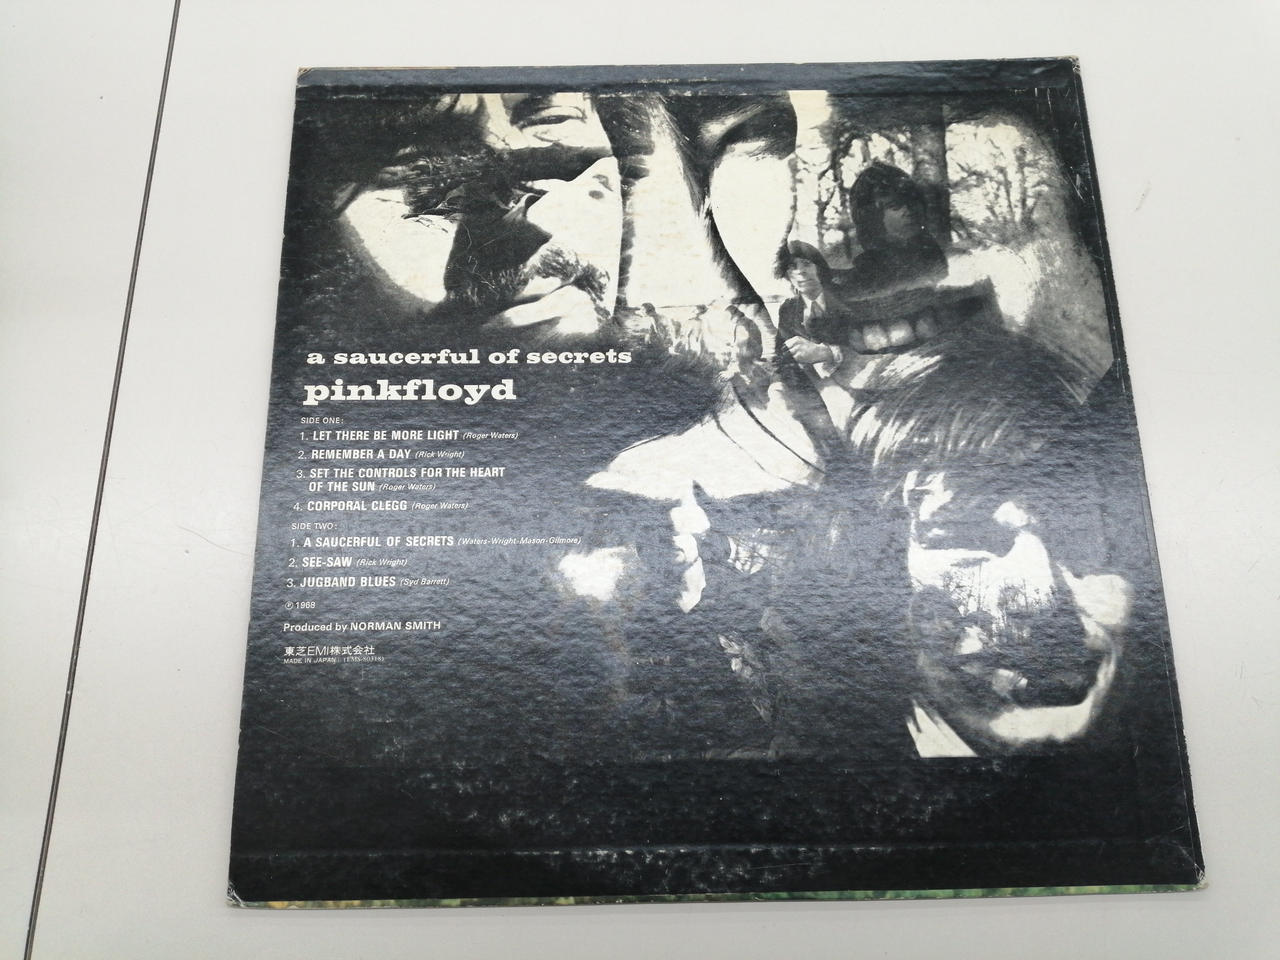 a saucerful of secrets
pinkfloyd
SIDE ONE:
1. LET THERE BE MORE LIGHT (Roger Waters)
2. REMEMBER A DAY (Rick Wright)
3. SET THE CONTROLS FOR THE HEART
OF THE SUN (Roger Waters)
4. CORPORAL CLEGG (Roger Waters)
SIDE TWO:
1. A SAUCERFUL OF SECRETS (Waters-Wright-Mason-Gilmore)
2. SEE-SAW (Rick Wright)
3. JUGBAND BLUES (Syd Barrett)
℗ 1968
Produced by NORMAN SMITH
東芝EMI株式会社
MADE IN JAPAN (EMS-80318)